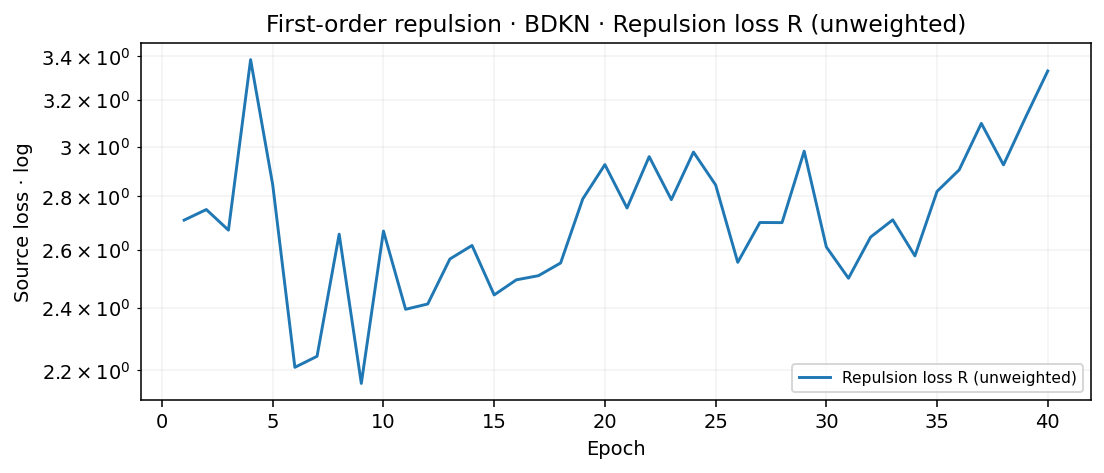 First-order repulsion · BDKN · Repulsion loss R (unweighted)
Source loss · log
3.4 × 10⁰
3.2 × 10⁰
3 × 10⁰
2.8 × 10⁰
2.6 × 10⁰
2.4 × 10⁰
2.2 × 10⁰
Repulsion loss R (unweighted)
0 5 10 15 20 25 30 35 40
Epoch